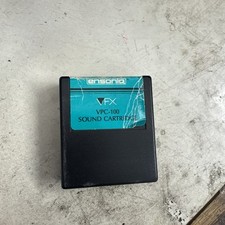 ensoniq
VFX
VPC-100
SOUND CARTRIDGE